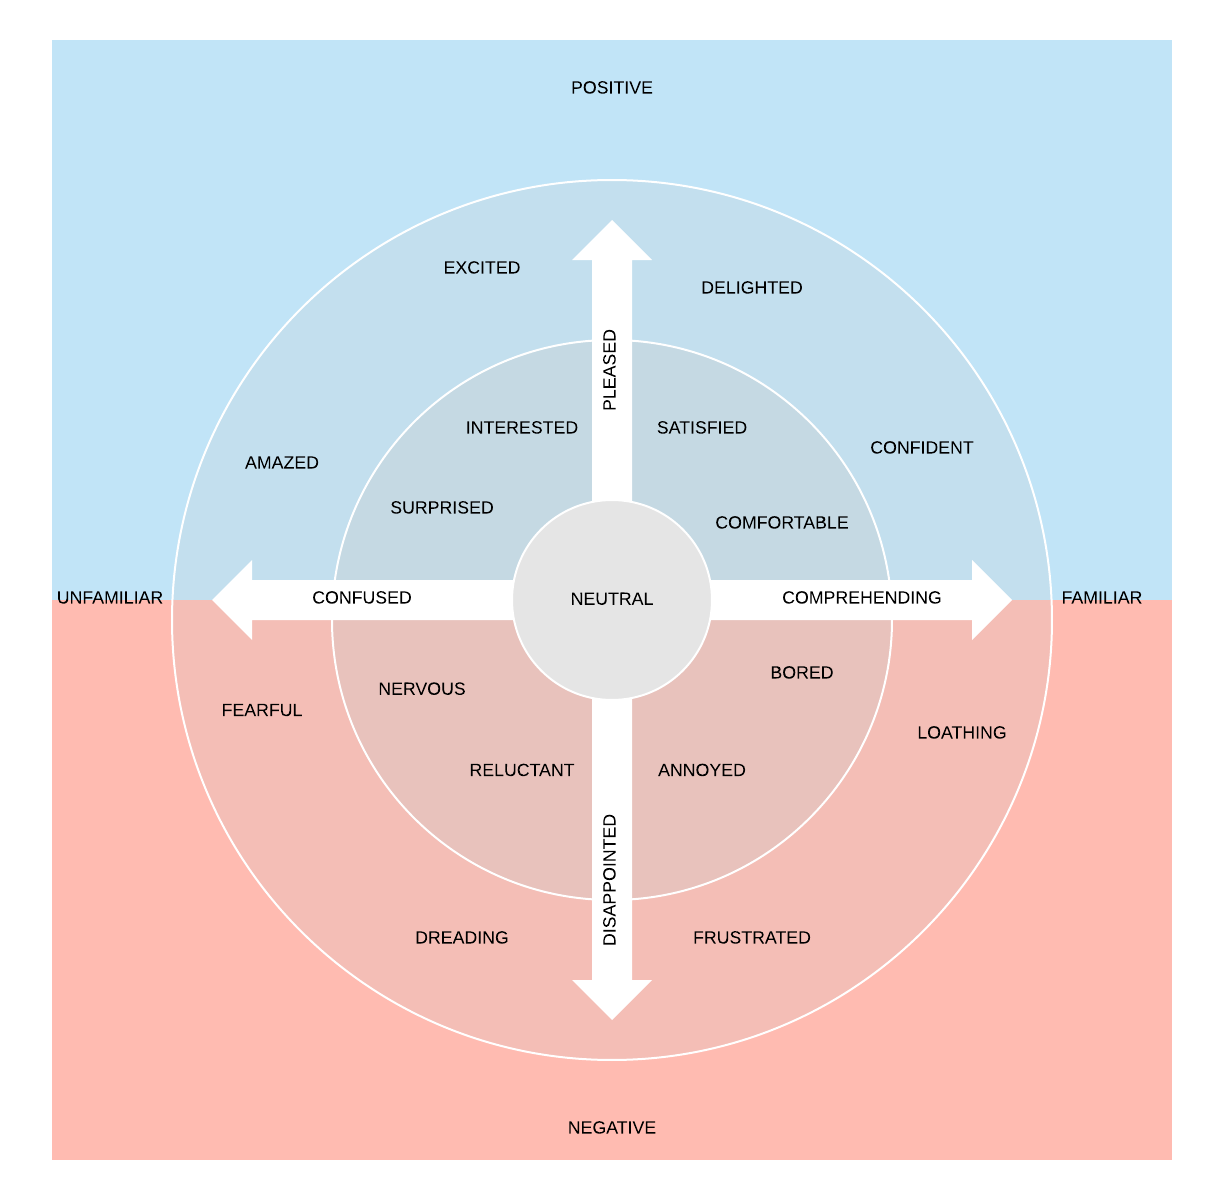 POSITIVE
EXCITED
DELIGHTED
PLEASED
INTERESTED
SATISFIED
CONFIDENT
AMAZED
SURPRISED
COMFORTABLE
UNFAMILIAR
CONFUSED
NEUTRAL
COMPREHENDING
FAMILIAR
BORED
NERVOUS
FEARFUL
LOATHING
RELUCTANT
ANNOYED
DISAPPOINTED
DREADING
FRUSTRATED
NEGATIVE